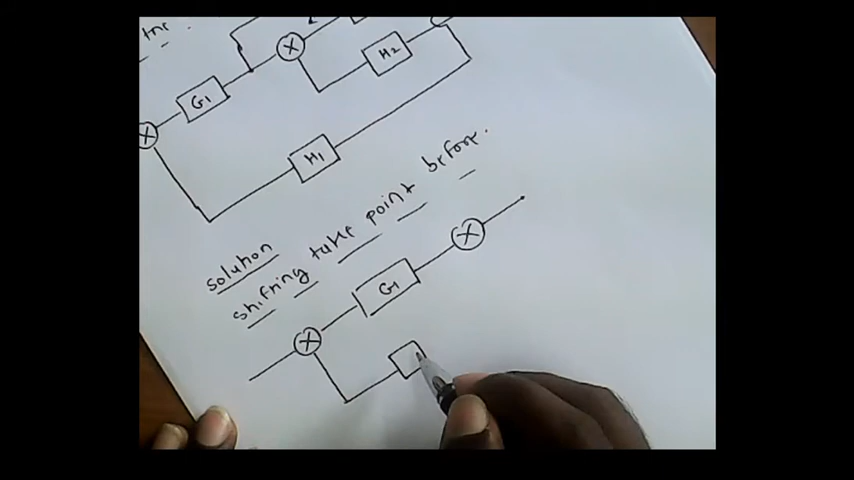 H2
G1
H1
solution
shifting take point before.
G1